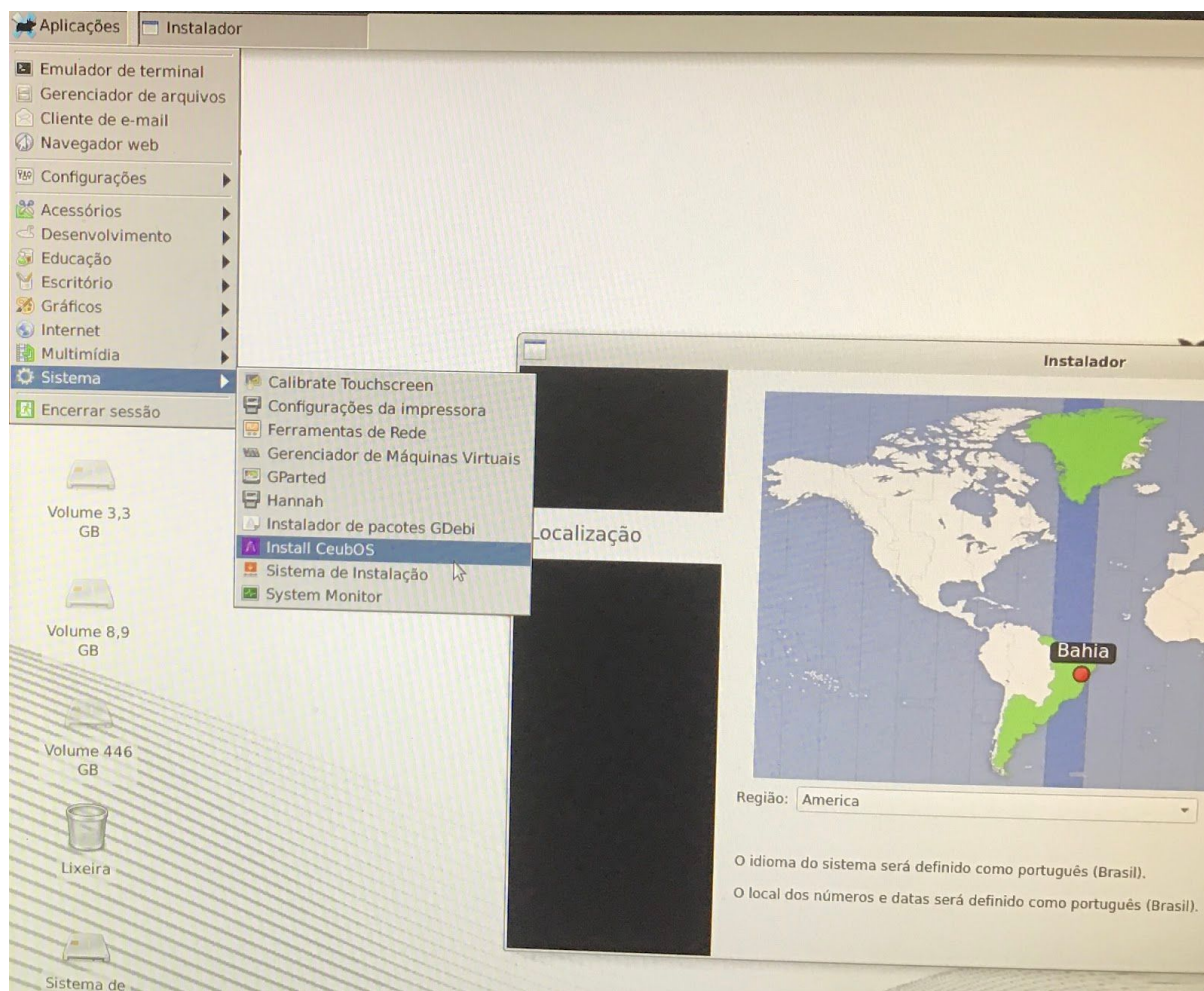 Aplicações
Instalador
Emulador de terminal
Gerenciador de arquivos
Cliente de e-mail
Navegador web
Configurações
Acessórios
Desenvolvimento
Educação
Escritório
Gráficos
Internet
Multimídia
Sistema
Encerrar sessão
Calibrate Touchscreen
Configurações da impressora
Ferramentas de Rede
Gerenciador de Máquinas Virtuais
GParted
Hannah
Instalador de pacotes GDebi
Install CeubOS
Sistema de Instalação
System Monitor
Volume 3,3
GB
Volume 8,9
GB
Volume 446
GB
Lixeira
Sistema de
Instalador
Localização
Bahia
Região: America
O idioma do sistema será definido como português (Brasil).
O local dos números e datas será definido como português (Brasil).